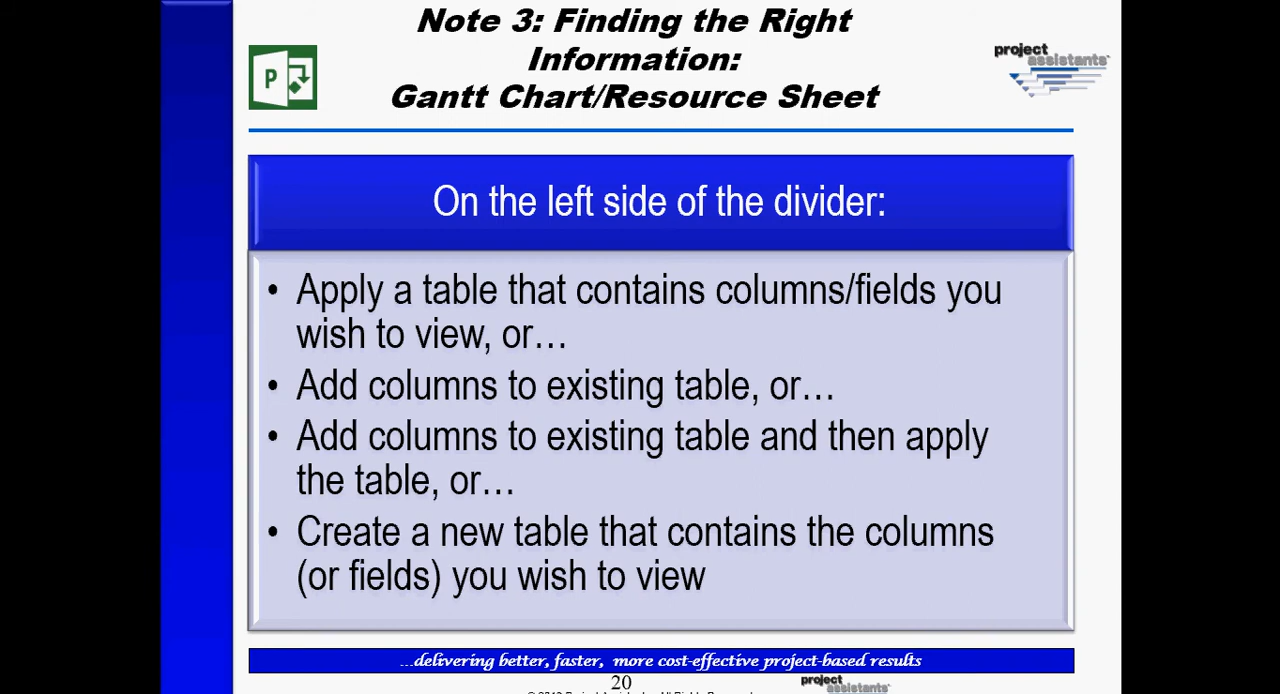 Note 3: Finding the Right
Information:
Gantt Chart/Resource Sheet
P
project
assistants
On the left side of the divider:
• Apply a table that contains columns/fields you
wish to view, or…
• Add columns to existing table, or…
• Add columns to existing table and then apply
the table, or…
• Create a new table that contains the columns
(or fields) you wish to view
…delivering better, faster, more cost-effective project-based results
20
project
assistants